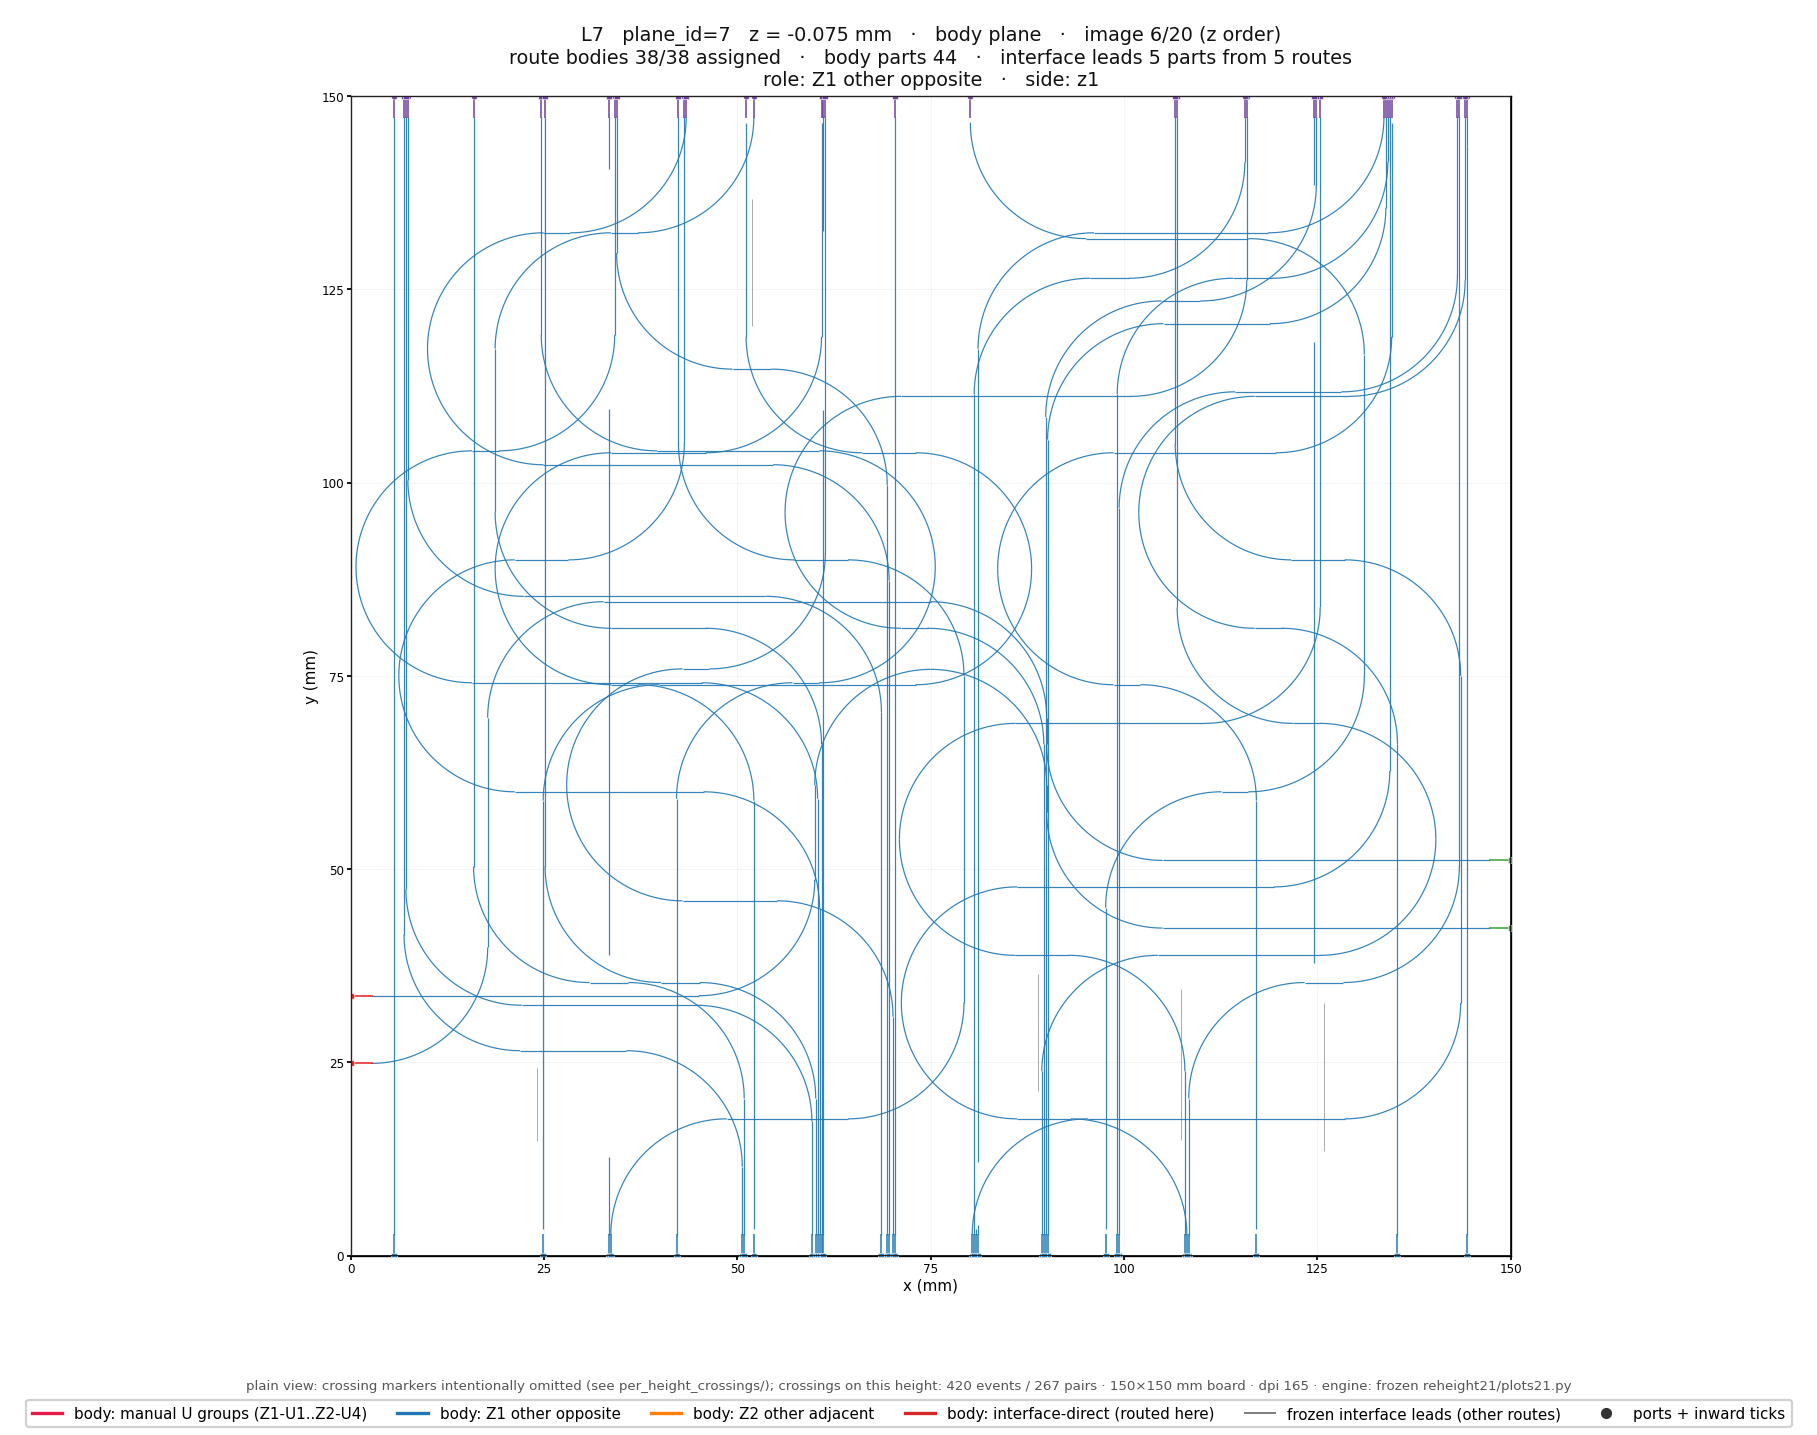 L7   plane_id=7   z = -0.075 mm   ·   body plane   ·   image 6/20 (z order)
route bodies 38/38 assigned   ·   body parts 44   ·   interface leads 5 parts from 5 routes
role: Z1 other opposite   ·   side: z1
150
125
100
75
50
25
0
y (mm)
0 25 50 75 100 125 150
x (mm)
plain view: crossing markers intentionally omitted (see per_height_crossings/); crossings on this height: 420 events / 267 pairs · 150×150 mm board · dpi 165 · engine: frozen reheight21/plots21.py
body: manual U groups (Z1-U1..Z2-U4) body: Z1 other opposite body: Z2 other adjacent body: interface-direct (routed here) frozen interface leads (other routes) ports + inward ticks